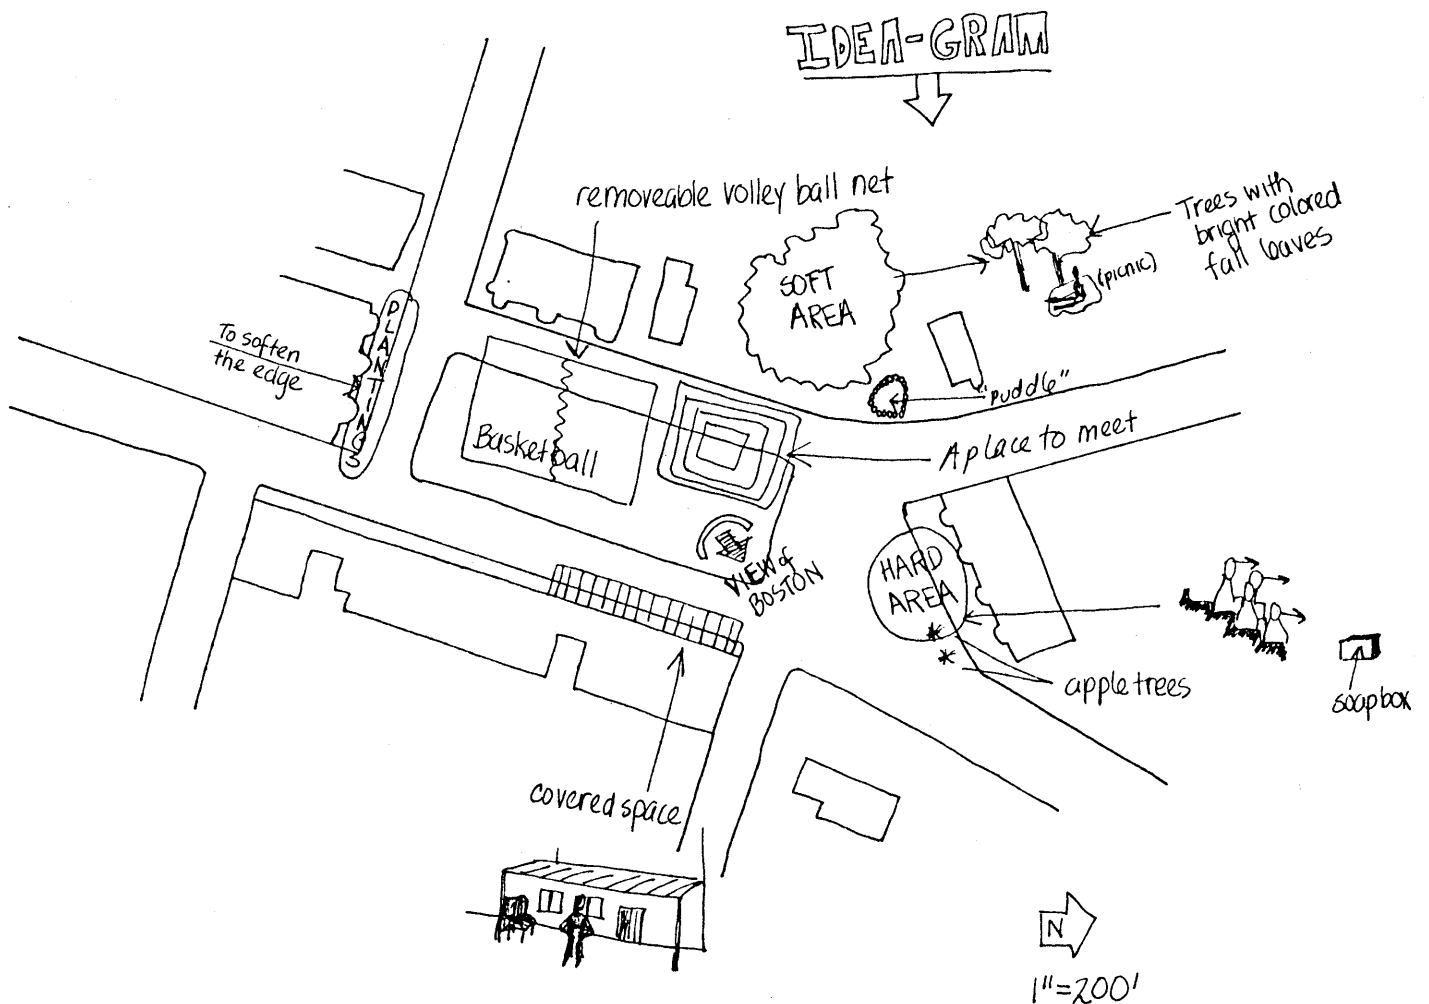 IDEA-GRAM
removeable volley ball net
Trees with
bright colored
fall leaves
SOFT
AREA
(picnic)
PLANTINGS
To soften
the edge
"puddle"
Basketball
A place to meet
VIEW of
BOSTON
HARD
AREA
apple trees
soapbox
covered space
N
1"=200'